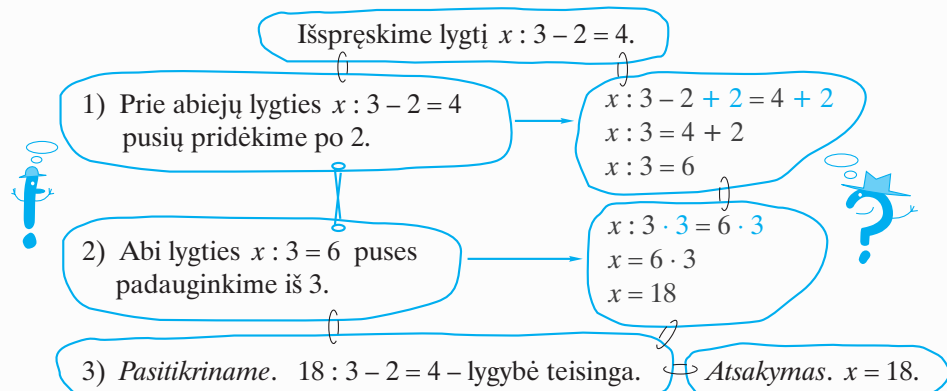 Išspręskime lygtį x : 3 – 2 = 4.
1) Prie abiejų lygties x : 3 – 2 = 4
pusių pridėkime po 2.
x : 3 – 2 + 2 = 4 + 2
x : 3 = 4 + 2
x : 3 = 6
2) Abi lygties x : 3 = 6 puses
padauginkime iš 3.
x : 3 · 3 = 6 · 3
x = 6 · 3
x = 18
3) Pasitikriname. 18 : 3 – 2 = 4 – lygybė teisinga.
Atsakymas. x = 18.